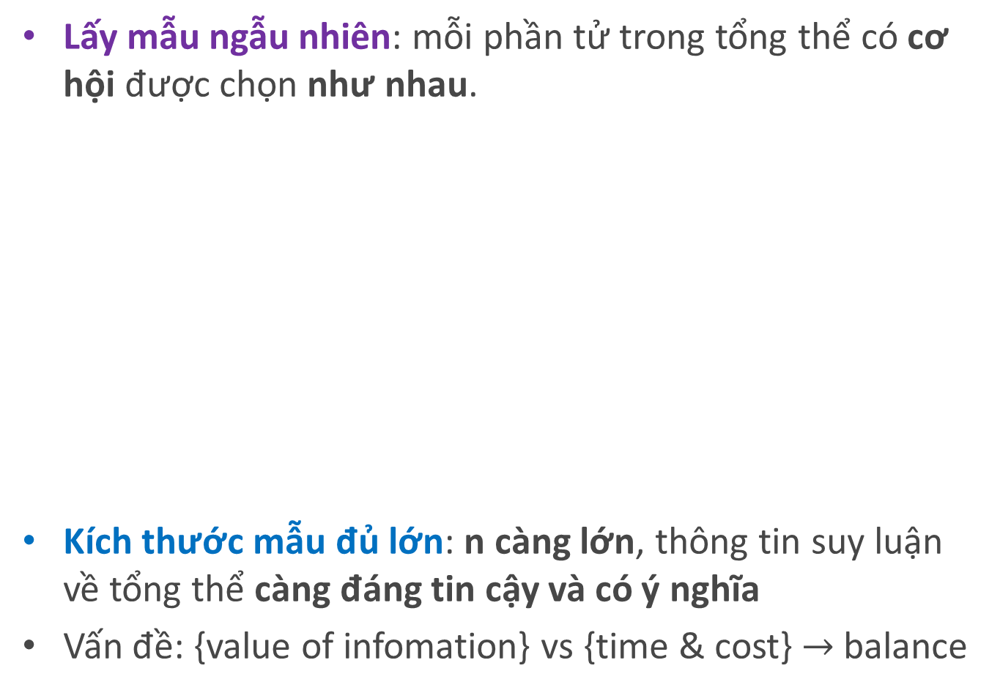 • Lấy mẫu ngẫu nhiên: mỗi phần tử trong tổng thể có cơ
hội được chọn như nhau.
• Kích thước mẫu đủ lớn: n càng lớn, thông tin suy luận
về tổng thể càng đáng tin cậy và có ý nghĩa
• Vấn đề: {value of infomation} vs {time & cost} → balance